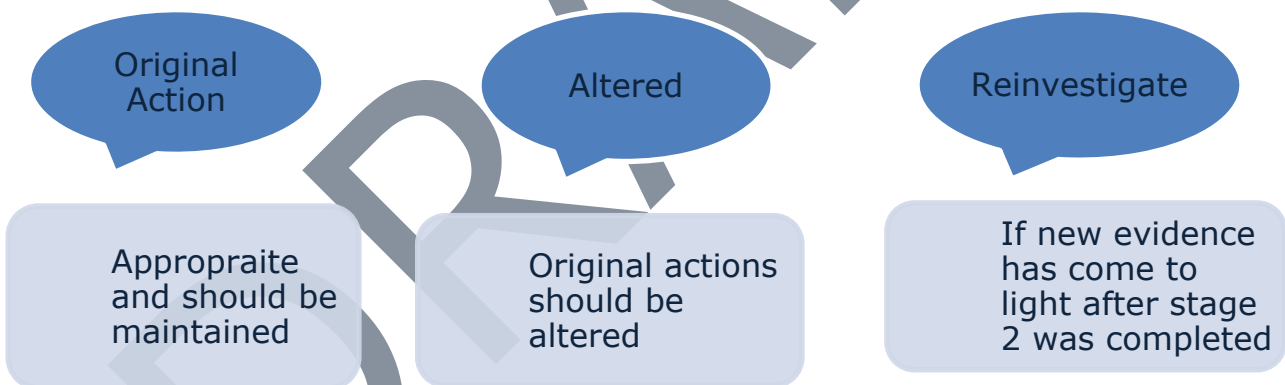 Original
Action
Altered
Reinvestigate
Appropraite
and should be
maintained
Original actions
should be
altered
If new evidence
has come to
light after stage
2 was completed